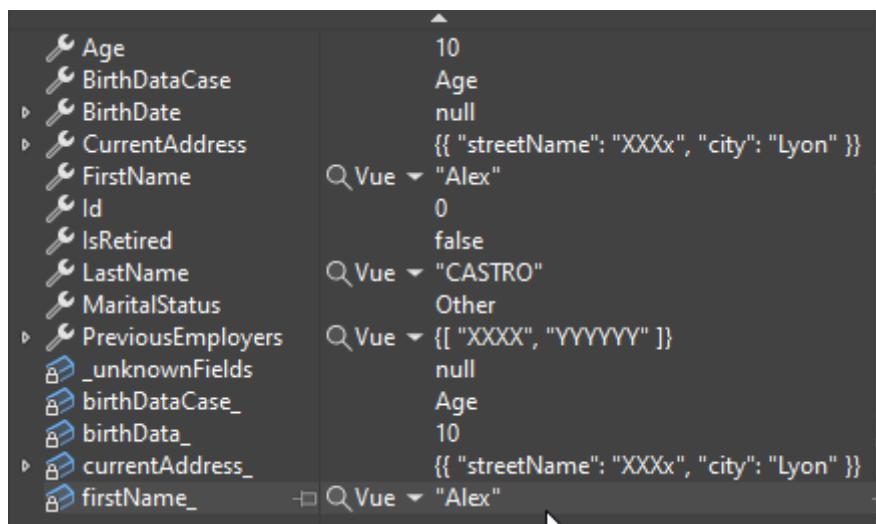 Age 10
BirthDataCase Age
BirthDate null
CurrentAddress {{ "streetName": "XXXx", "city": "Lyon" }}
FirstName Vue "Alex"
Id 0
IsRetired false
LastName Vue "CASTRO"
MaritalStatus Other
PreviousEmployers Vue {[ "XXXX", "YYYYYY" ]}
_unknownFields null
birthDataCase_ Age
birthData_ 10
currentAddress_ {{ "streetName": "XXXx", "city": "Lyon" }}
firstName_ Vue "Alex"